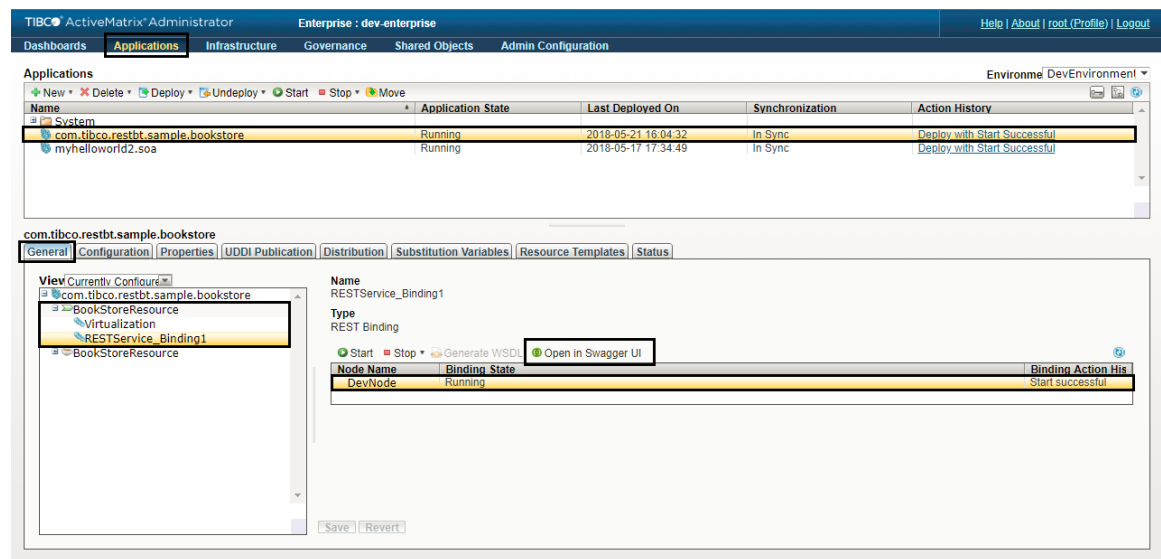 TIBCO ActiveMatrix® Administrator Enterprise : dev-enterprise Help | About | root (Profile) | Logout
Dashboards Applications Infrastructure Governance Shared Objects Admin Configuration
Applications Environme DevEnvironment
New Delete Deploy Undeploy Start Stop Move
Name Application State Last Deployed On Synchronization Action History
System
com.tibco.restbt.sample.bookstore Running 2018-05-21 16:04:32 In Sync Deploy with Start Successful
myhelloworld2.soa Running 2018-05-17 17:34:49 In Sync Deploy with Start Successful
com.tibco.restbt.sample.bookstore
General Configuration Properties UDDI Publication Distribution Substitution Variables Resource Templates Status
View Currently Configure
com.tibco.restbt.sample.bookstore
BookStoreResource
Virtualization
RESTService_Binding1
BookStoreResource
Name
RESTService_Binding1
Type
REST Binding
Start Stop Generate WSDL Open in Swagger UI
Node Name Binding State Binding Action His
DevNode Running Start successful
Save Revert